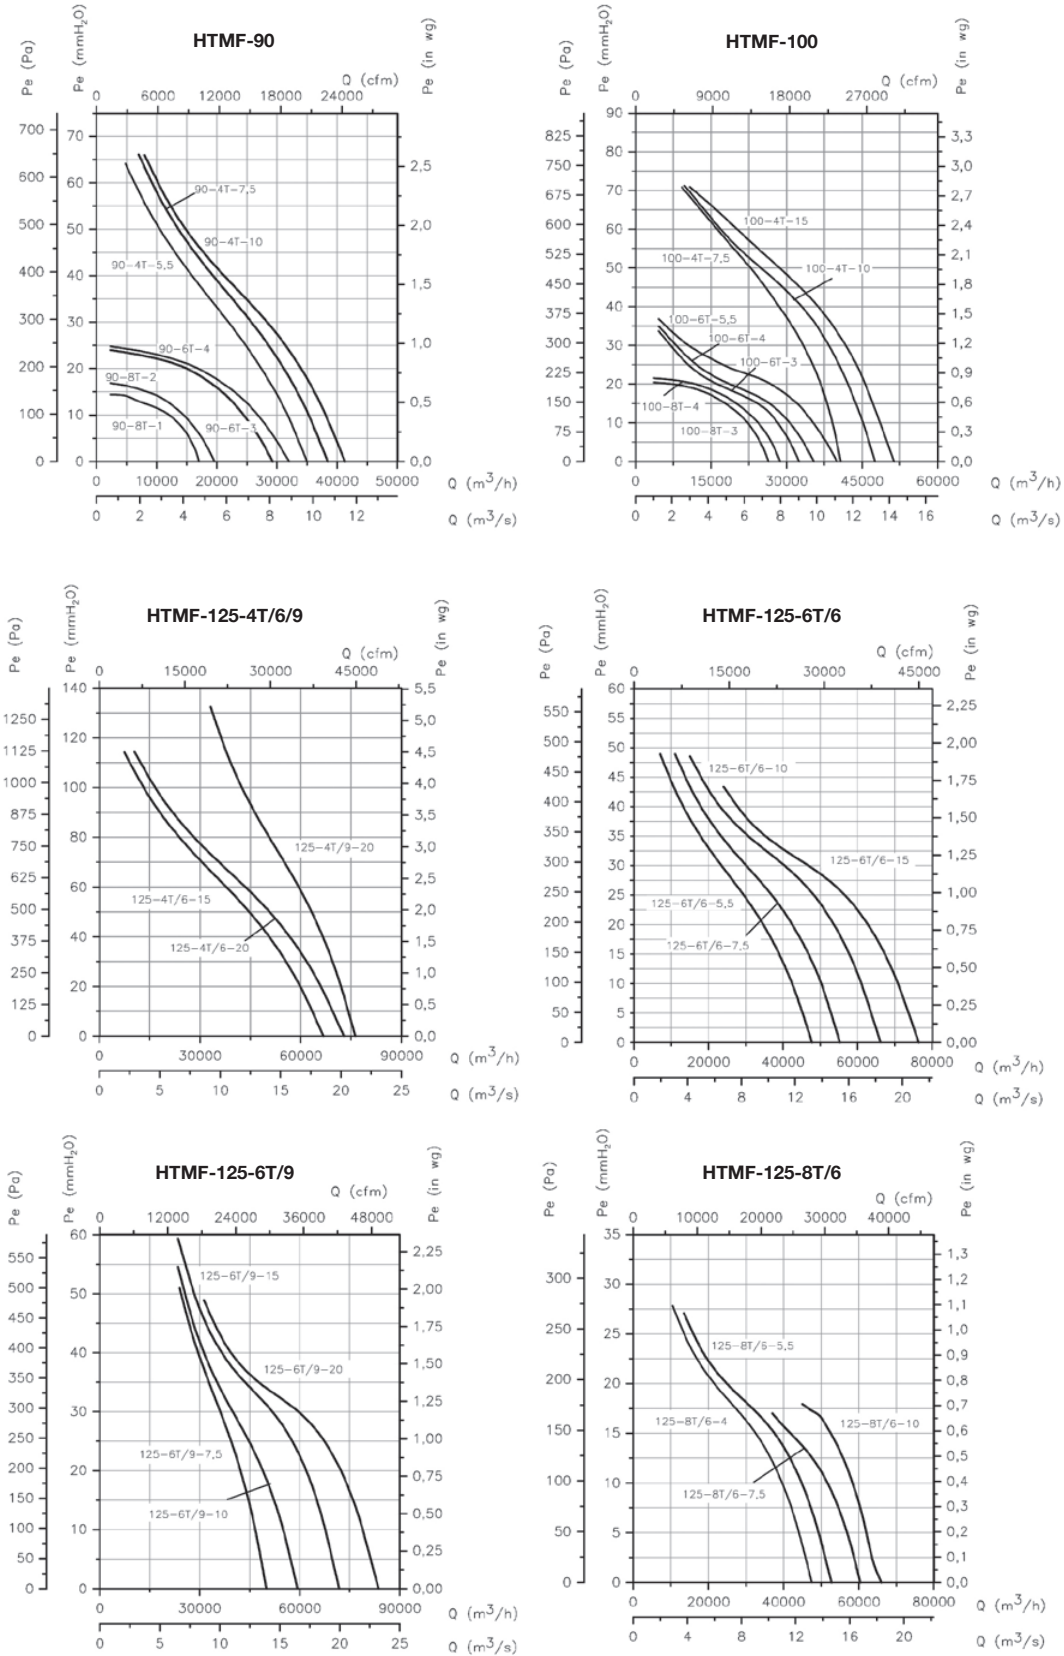 HTMF-90
Pe (Pa)
Pe (mmH₂O)
Pe (in wg)
Q (cfm)
0 6000 12000 18000 24000
700 600 500 400 300 200 100 0
70 60 50 40 30 20 10 0
2,5 2,0 1,5 1,0 0,5 0,0
90-4T-7,5
90-4T-10
90-4T-5,5
90-6T-4
90-8T-2
90-8T-1
90-6T-3
0 10000 20000 30000 40000 50000
Q (m³/h)
0 2 4 6 8 10 12
Q (m³/s)
HTMF-100
Pe (Pa)
Pe (mmH₂O)
Pe (in wg)
Q (cfm)
0 9000 18000 27000
825 750 675 600 525 450 375 300 225 150 75 0
90 80 70 60 50 40 30 20 10 0
3,3 3,0 2,7 2,4 2,1 1,8 1,5 1,2 0,9 0,6 0,3 0,0
100-4T-15
100-4T-7,5
100-4T-10
100-6T-5,5
100-6T-4
100-6T-3
100-8T-4
100-8T-3
0 15000 30000 45000 60000
Q (m³/h)
0 2 4 6 8 10 12 14 16
Q (m³/s)
HTMF-125-4T/6/9
Pe (Pa)
Pe (mmH₂O)
Pe (in wg)
Q (cfm)
0 15000 30000 45000
1250 1125 1000 875 750 625 500 375 250 125 0
140 120 100 80 60 40 20 0
5,5 5,0 4,5 4,0 3,5 3,0 2,5 2,0 1,5 1,0 0,5 0,0
125-4T/9-20
125-4T/6-15
125-4T/6-20
0 30000 60000 90000
Q (m³/h)
0 5 10 15 20 25
Q (m³/s)
HTMF-125-6T/6
Pe (Pa)
Pe (mmH₂O)
Pe (in wg)
Q (cfm)
0 15000 30000 45000
550 500 450 400 350 300 250 200 150 100 50 0
60 55 50 45 40 35 30 25 20 15 10 5 0
2,25 2,00 1,75 1,50 1,25 1,00 0,75 0,50 0,25 0,00
125-6T/6-10
125-6T/6-15
125-6T/6-5,5
125-6T/6-7,5
0 20000 40000 60000 80000
Q (m³/h)
0 4 8 12 16 20
Q (m³/s)
HTMF-125-6T/9
Pe (Pa)
Pe (mmH₂O)
Pe (in wg)
Q (cfm)
0 12000 24000 36000 48000
550 500 450 400 350 300 250 200 150 100 50 0
60 50 40 30 20 10 0
2,25 2,00 1,75 1,50 1,25 1,00 0,75 0,50 0,25 0,00
125-6T/9-15
125-6T/9-20
125-6T/9-7,5
125-6T/9-10
0 30000 60000 90000
Q (m³/h)
0 5 10 15 20 25
Q (m³/s)
HTMF-125-8T/6
Pe (Pa)
Pe (mmH₂O)
Pe (in wg)
Q (cfm)
0 10000 20000 30000 40000
300 250 200 150 100 50 0
35 30 25 20 15 10 5 0
1,3 1,2 1,1 1,0 0,9 0,8 0,7 0,6 0,5 0,4 0,3 0,2 0,1 0,0
125-8T/6-5,5
125-8T/6-4
125-8T/6-10
125-8T/6-7,5
0 20000 40000 60000 80000
Q (m³/h)
0 4 8 12 16 20
Q (m³/s)